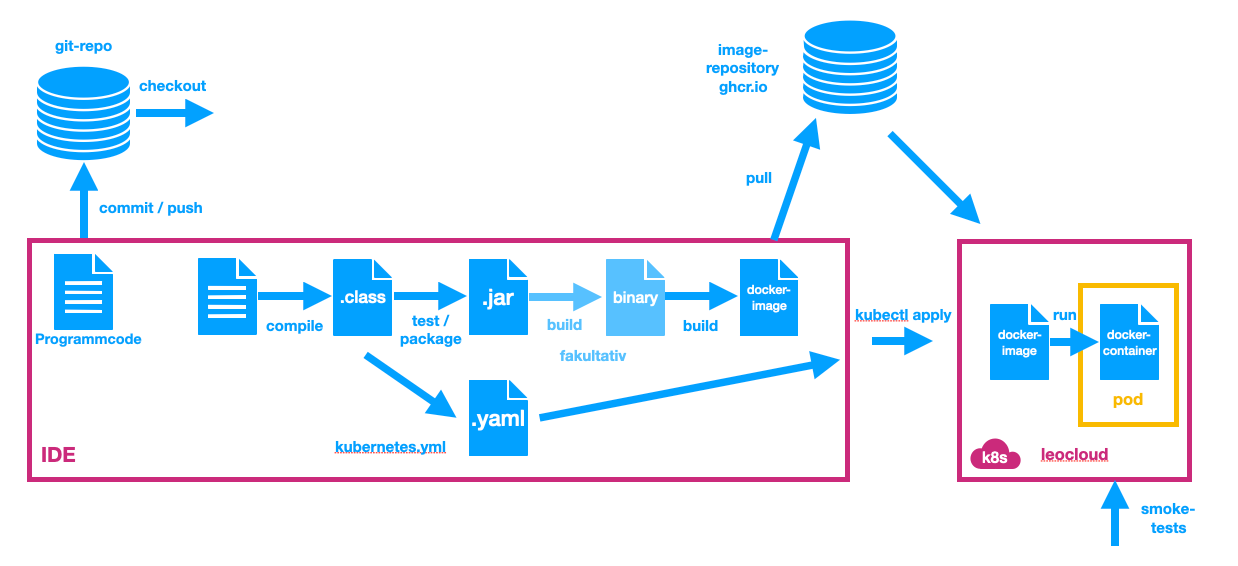 git-repo
checkout
image-
repository
ghcr.io
pull
commit / push
Programmcode
compile
.class
test /
package
.jar
build
fakultativ
binary
build
docker-
image
kubernetes.yml
.yaml
IDE
kubectl apply
docker-
image
run
docker-
container
pod
k8s
leocloud
smoke-
tests